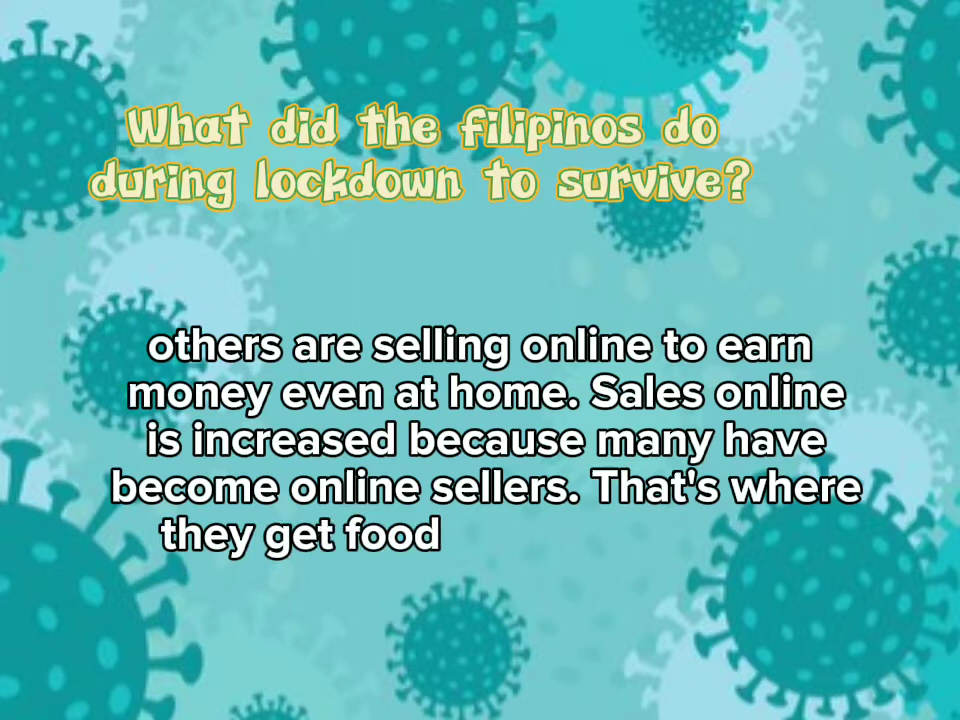 What did the filipinos do
during lockdown to survive?
others are selling online to earn
money even at home. Sales online
is increased because many have
become online sellers. That's where
they get food